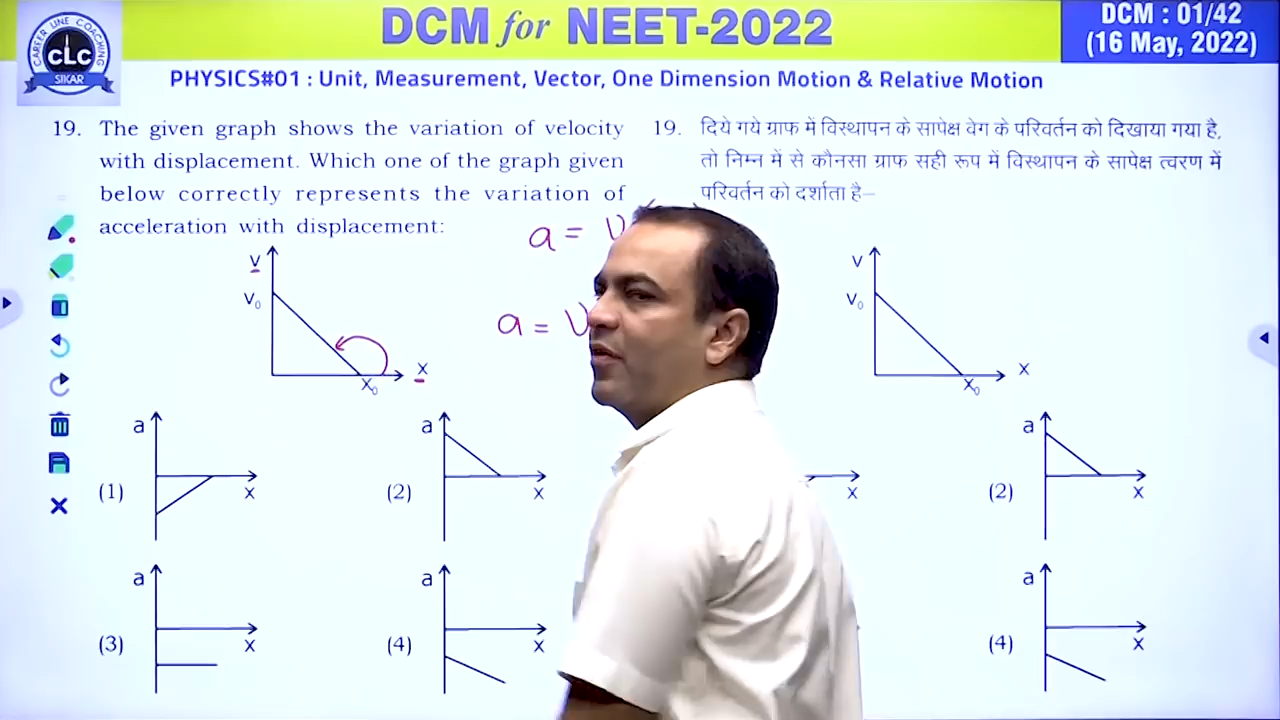 CAREER LINE COACHING
CLC
SIKAR
DCM for NEET-2022
DCM : 01/42
(16 May, 2022)
PHYSICS#01 : Unit, Measurement, Vector, One Dimension Motion & Relative Motion
19. The given graph shows the variation of velocity
with displacement. Which one of the graph given
below correctly represents the variation of
acceleration with displacement:
a =
a =
V
V₀
X
X₀
(1) a x
(2) a x
(3) a x
(4) a x
19. दिये गये ग्राफ में विस्थापन के सापेक्ष वेग के परिवर्तन को दिखाया गया है,
तो निम्न में से कौनसा ग्राफ सही रूप में विस्थापन के सापेक्ष त्वरण में
परिवर्तन को दर्शाता है–
V
V₀
X
X₀
x
(2) a x
(4) a x